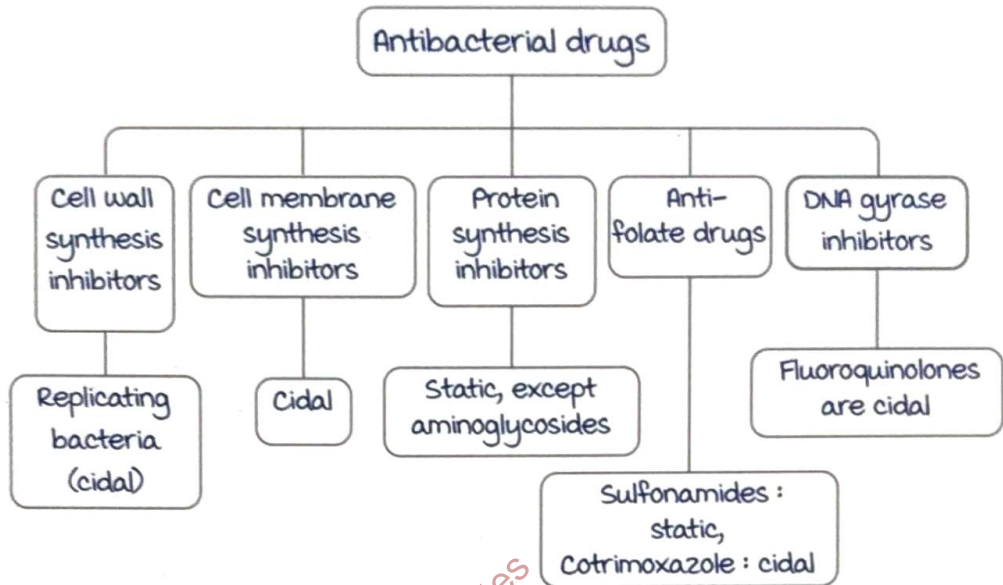 Antibacterial drugs
Cell wall
synthesis
inhibitors
Cell membrane
synthesis
inhibitors
Protein
synthesis
inhibitors
Anti-
folate drugs
DNA gyrase
inhibitors
Replicating
bacteria
(cidal)
Cidal
Static, except
aminoglycosides
Sulfonamides :
static,
Cotrimoxazole : cidal
Fluoroquinolones
are cidal